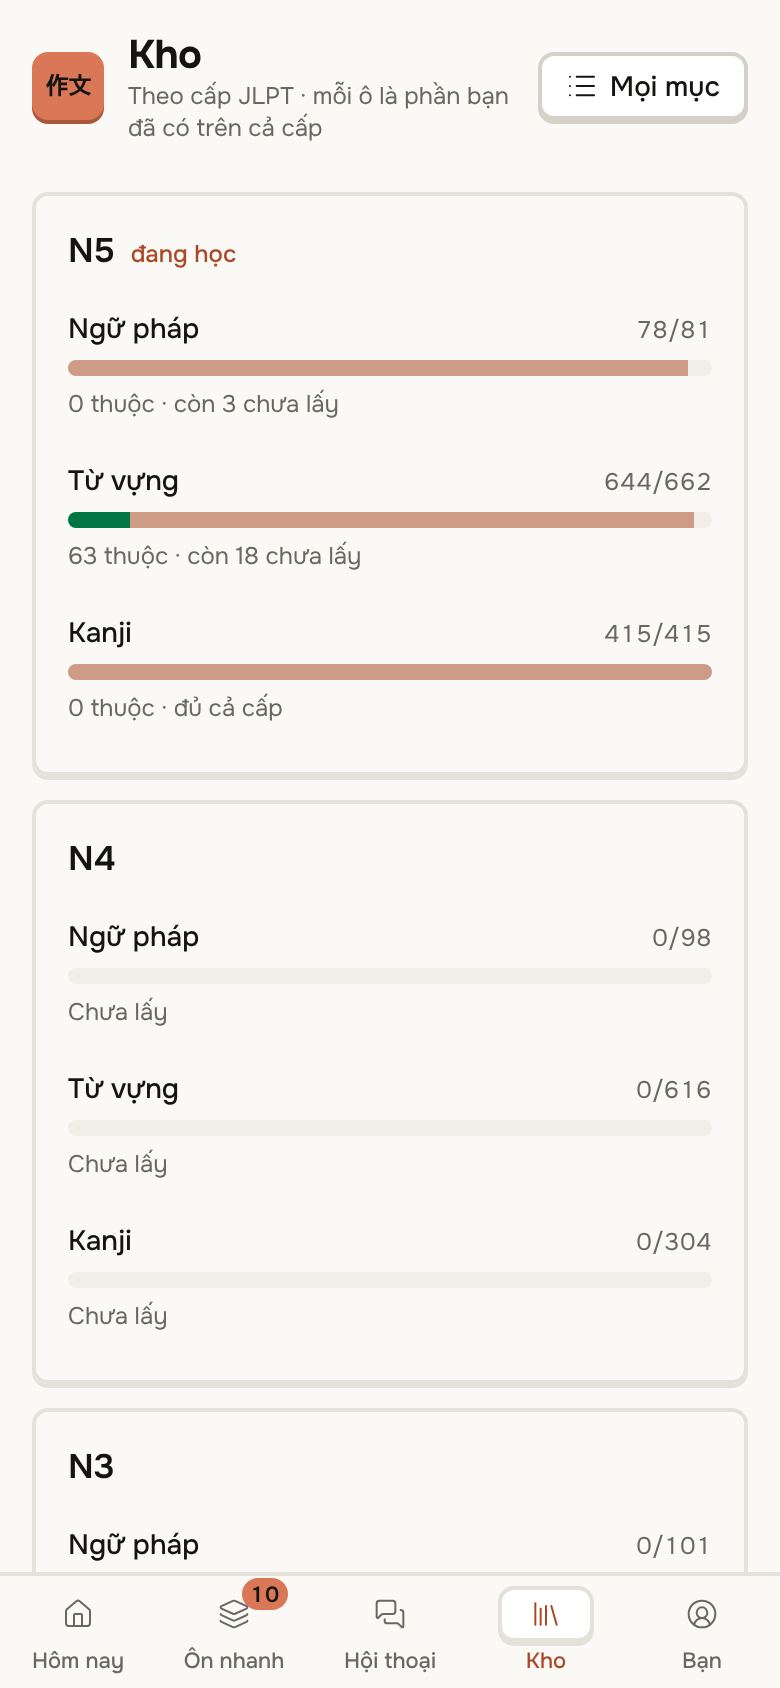 作文
Kho
Theo cấp JLPT · mỗi ô là phần bạn
đã có trên cả cấp
Mọi mục
N5 đang học
Ngữ pháp 78/81
0 thuộc · còn 3 chưa lấy
Từ vựng 644/662
63 thuộc · còn 18 chưa lấy
Kanji 415/415
0 thuộc · đủ cả cấp
N4
Ngữ pháp 0/98
Chưa lấy
Từ vựng 0/616
Chưa lấy
Kanji 0/304
Chưa lấy
N3
Ngữ pháp 0/101
10
Hôm nay Ôn nhanh Hội thoại Kho Bạn